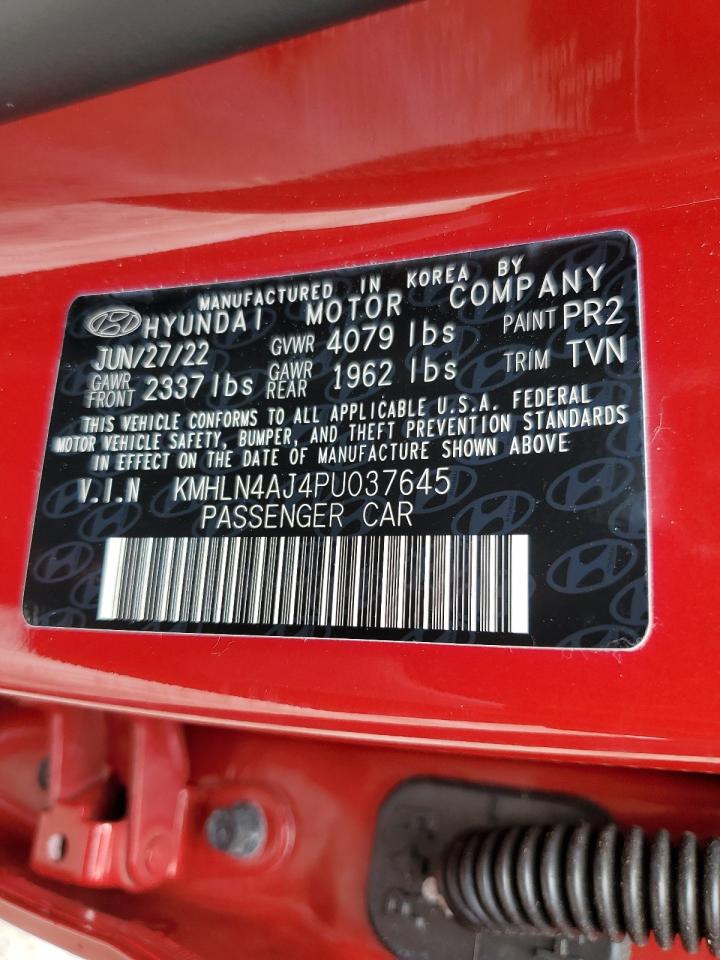 MANUFACTURED IN KOREA BY
HYUNDAI MOTOR COMPANY
JUN/27/22 GVWR 4079 lbs PAINT PR2
GAWR FRONT 2337 lbs GAWR REAR 1962 lbs TRIM TVN
THIS VEHICLE CONFORMS TO ALL APPLICABLE U.S.A. FEDERAL
MOTOR VEHICLE SAFETY, BUMPER, AND THEFT PREVENTION STANDARDS
IN EFFECT ON THE DATE OF MANUFACTURE SHOWN ABOVE
V.I.N KMHLN4AJ4PU037645
PASSENGER CAR